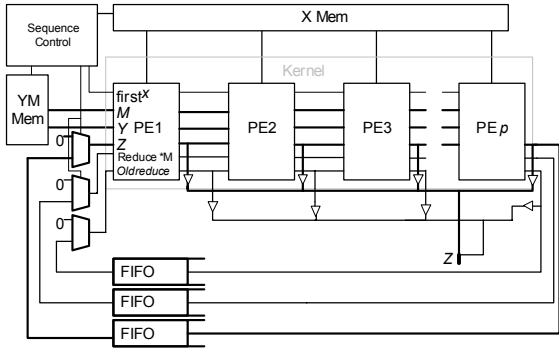 Sequence
Control
X Mem
Kernel
YM
Mem
first x
M
Y
Z
PE1
Reduce *M
Oldreduce
PE2
PE3
PE p
0
0
0
Z
FIFO
FIFO
FIFO